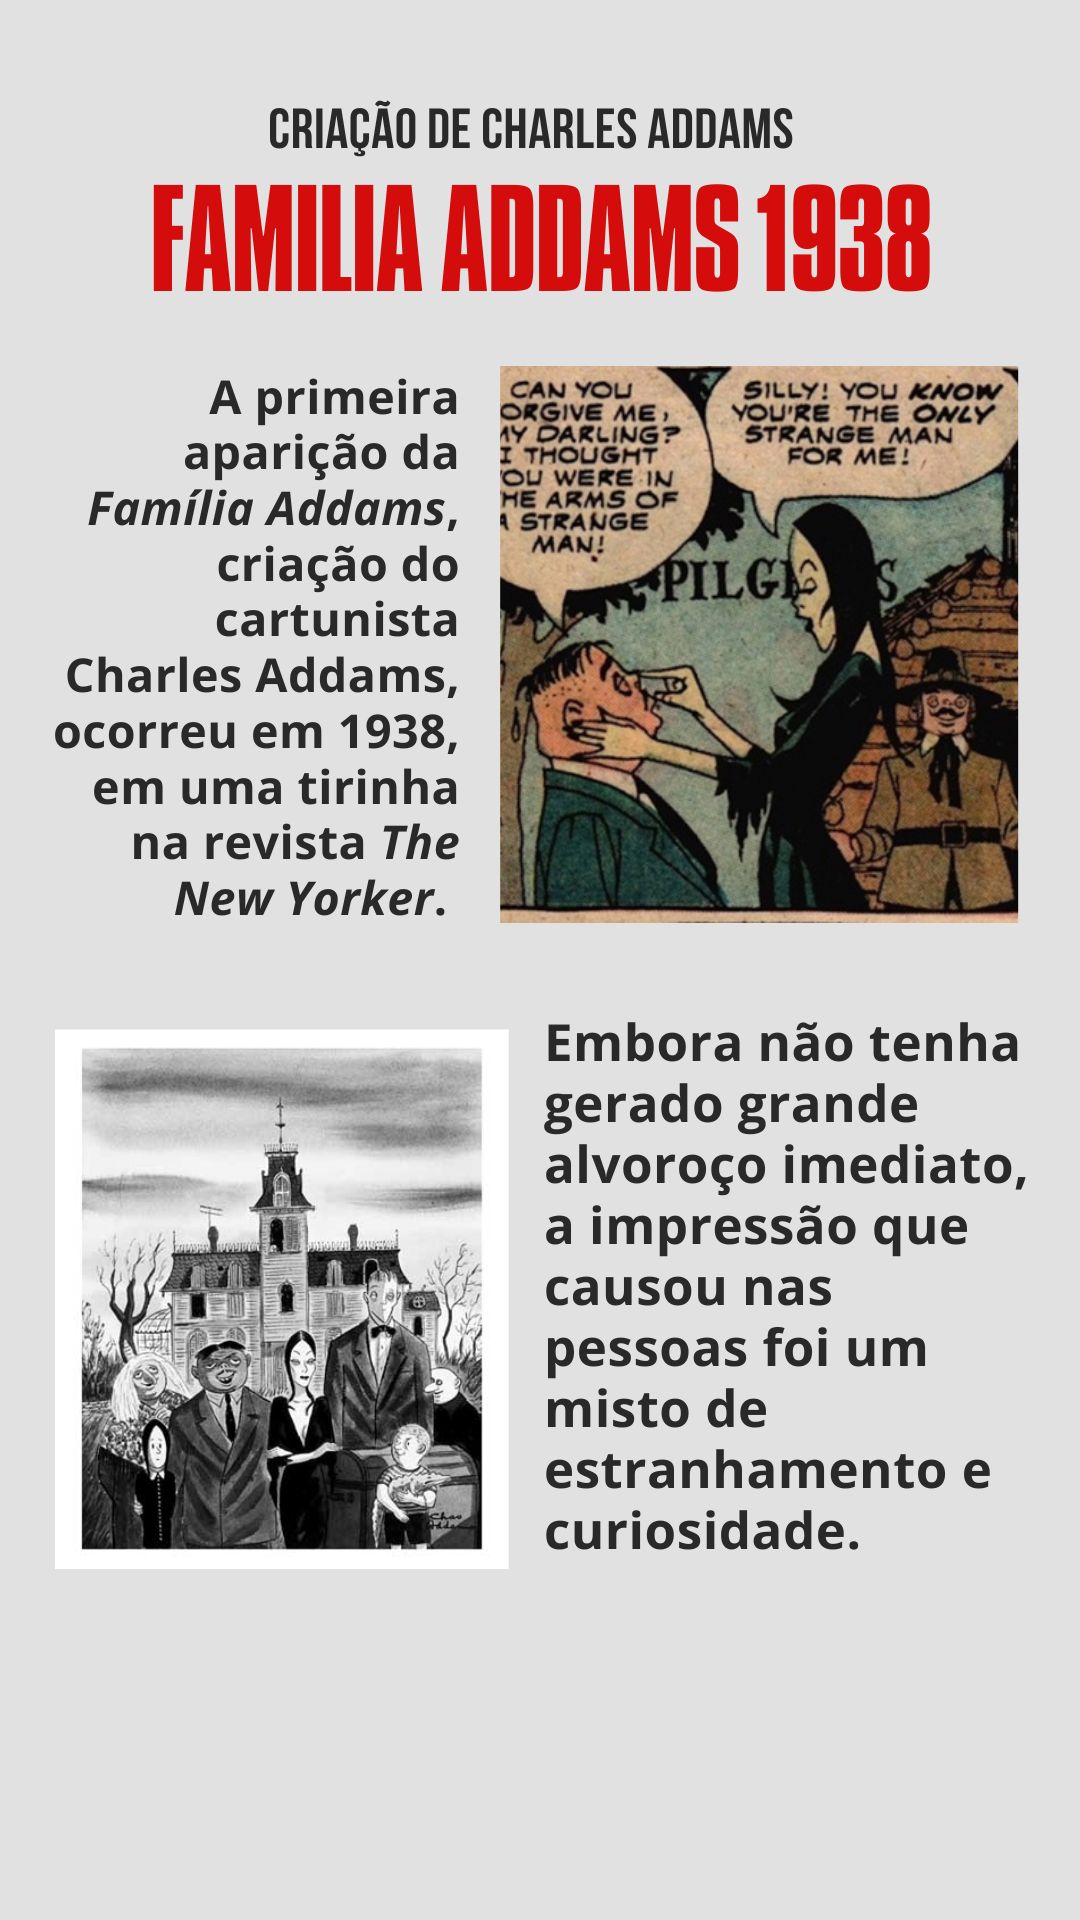 CRIAÇÃO DE CHARLES ADDAMS
FAMILIA ADDAMS 1938
A primeira
aparição da
Família Addams,
criação do
cartunista
Charles Addams,
ocorreu em 1938,
em uma tirinha
na revista The
New Yorker.
CAN YOU
ORGIVE ME,
MY DARLING?
I THOUGHT
OU WERE IN
HE ARMS OF
A STRANGE
MAN!
SILLY! YOU KNOW
YOU'RE THE ONLY
STRANGE MAN
FOR ME!
PILG S
Embora não tenha
gerado grande
alvoroço imediato,
a impressão que
causou nas
pessoas foi um
misto de
estranhamento e
curiosidade.
Chas
Addams